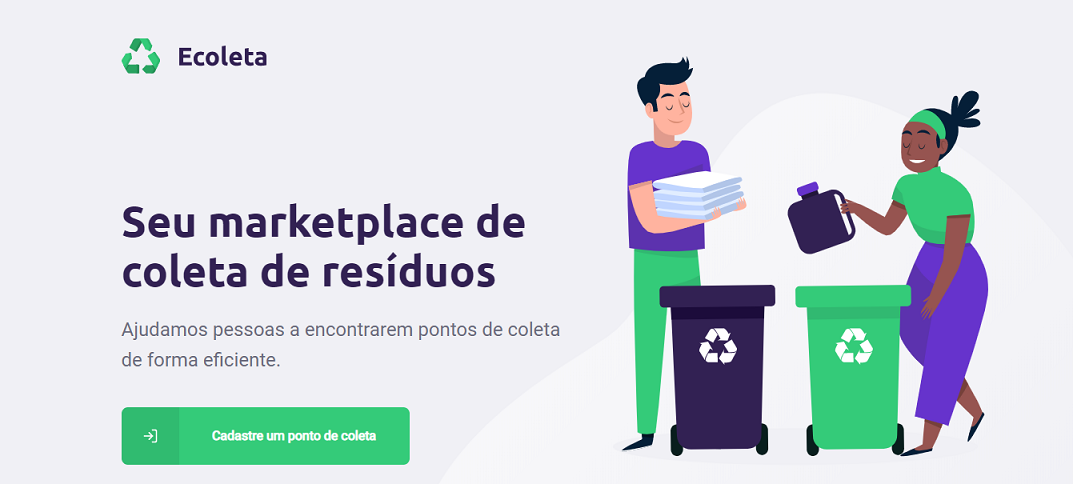 Ecoleta
Seu marketplace de
coleta de resíduos
Ajudamos pessoas a encontrarem pontos de coleta
de forma eficiente.
Cadastre um ponto de coleta